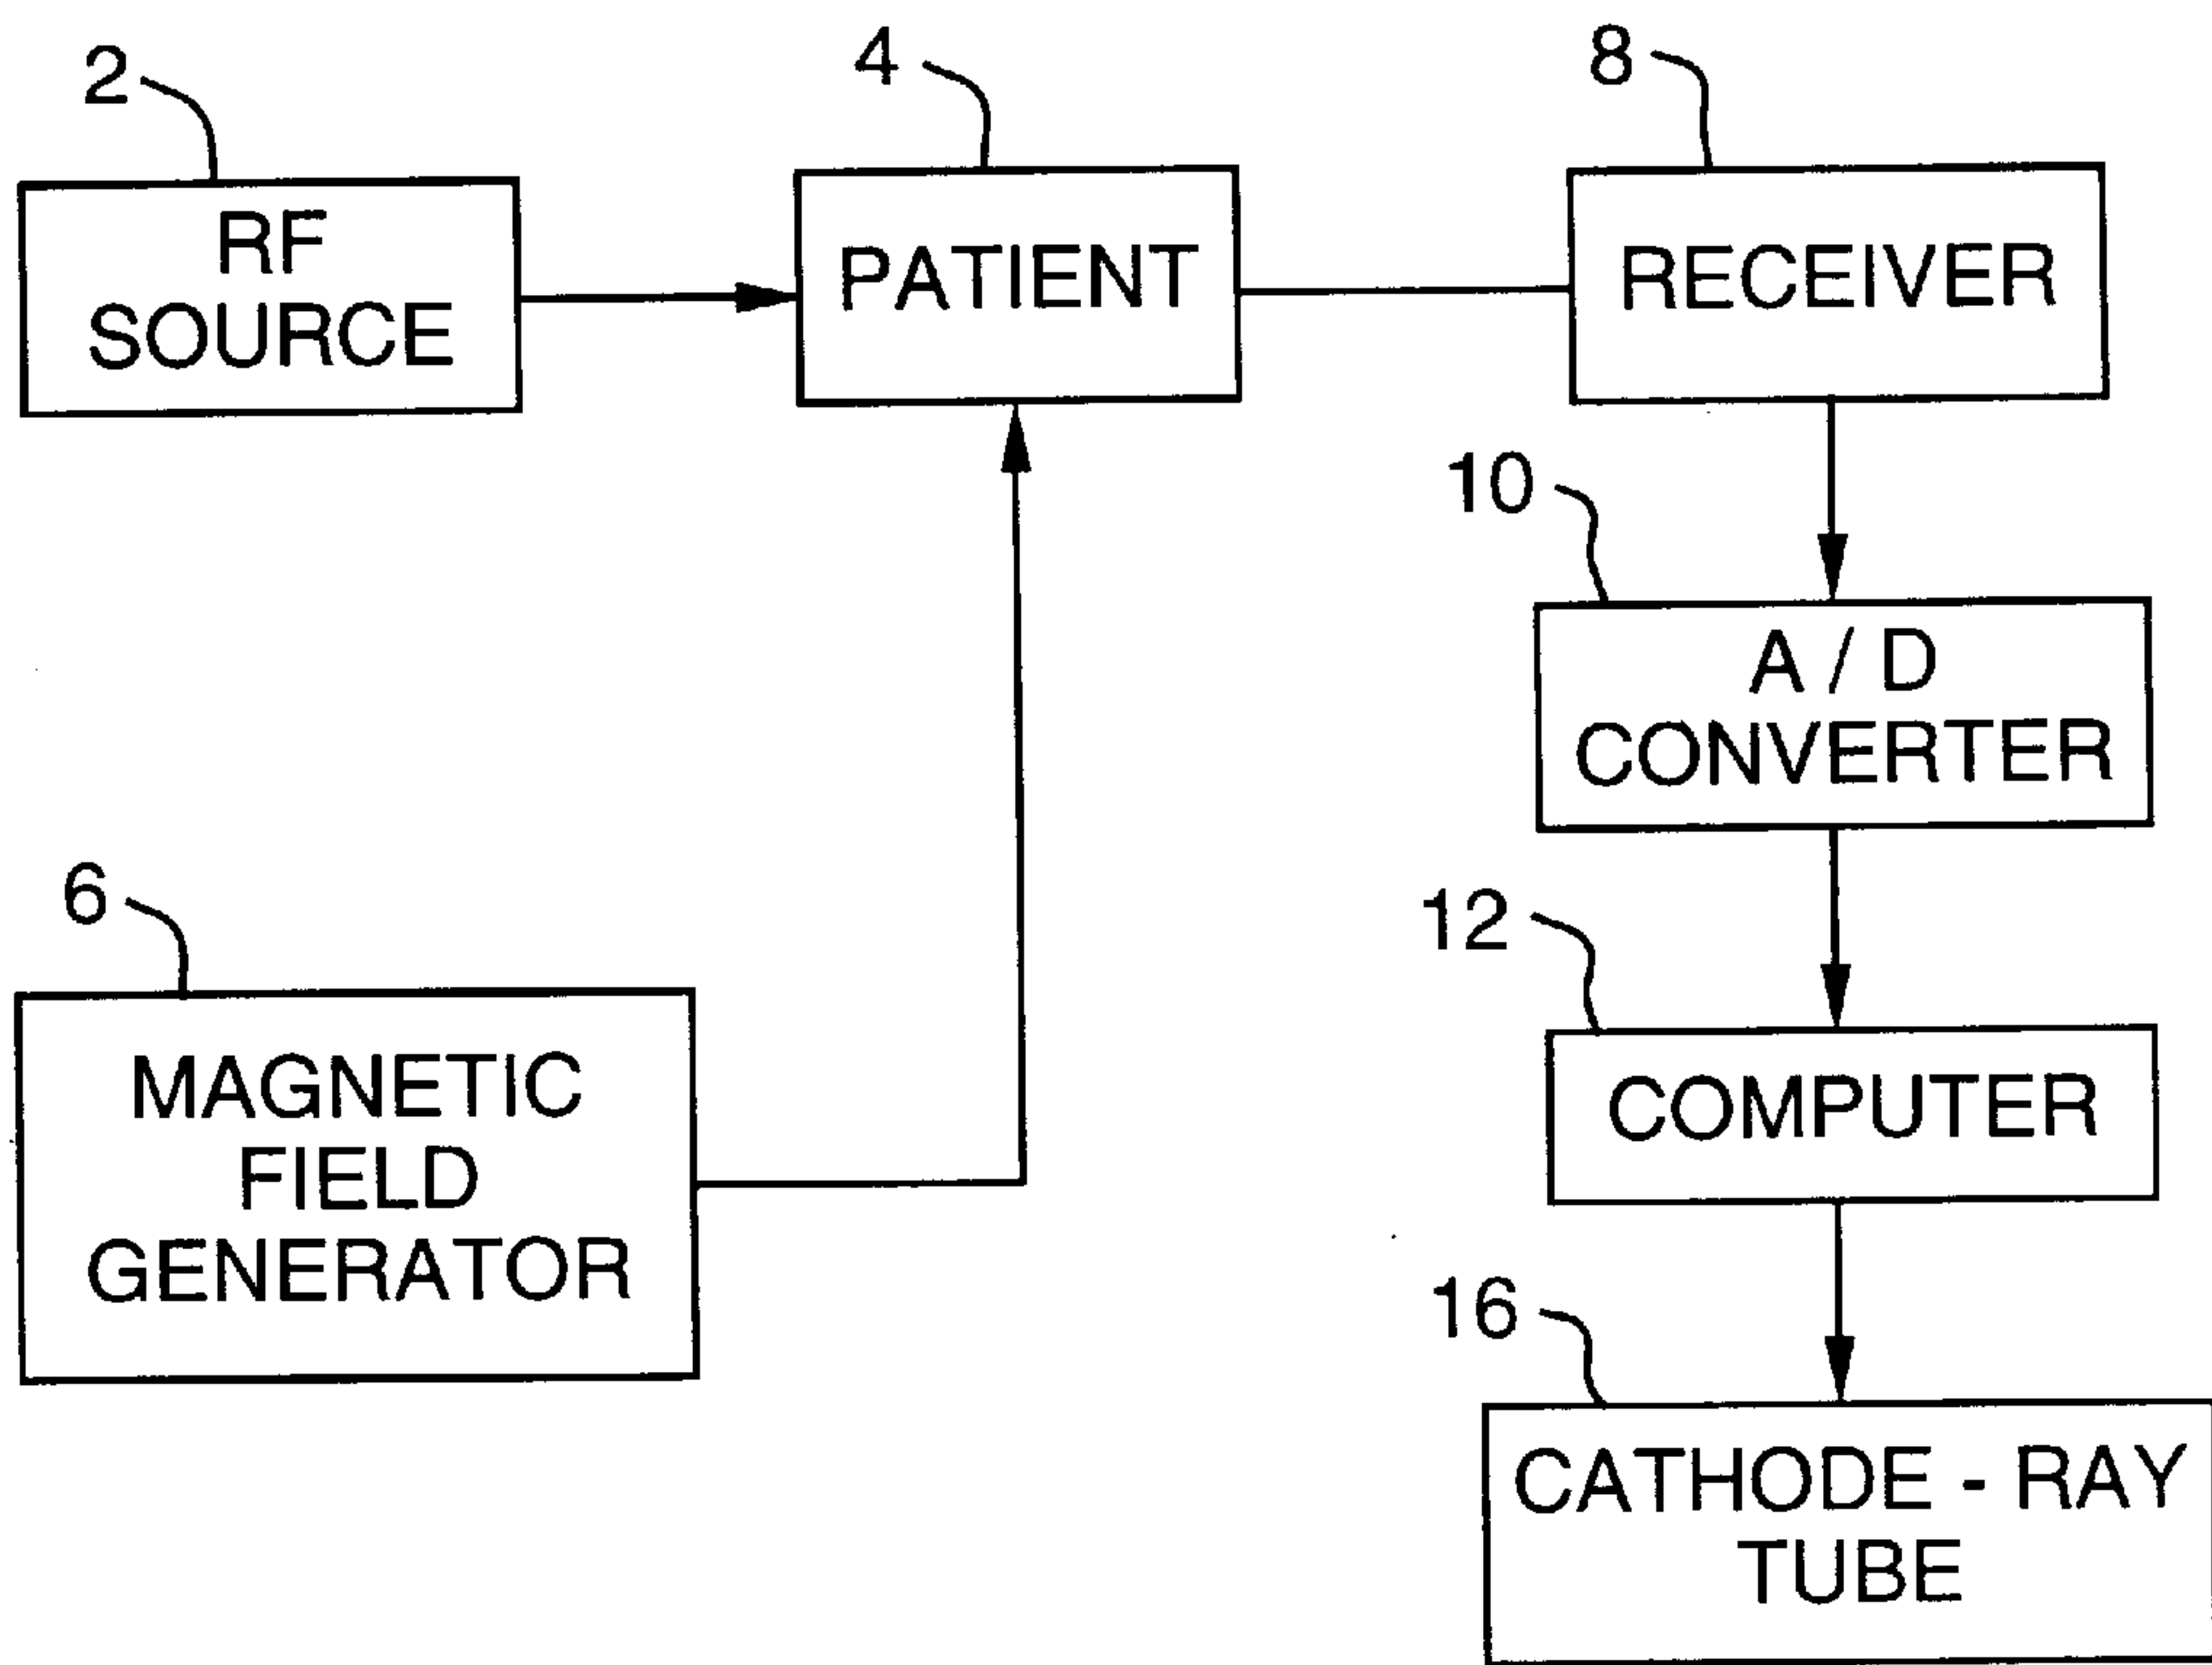 2
4
8
RF
SOURCE
PATIENT
RECEIVER
10
A / D
CONVERTER
6
12
MAGNETIC
FIELD
GENERATOR
COMPUTER
16
CATHODE - RAY
TUBE